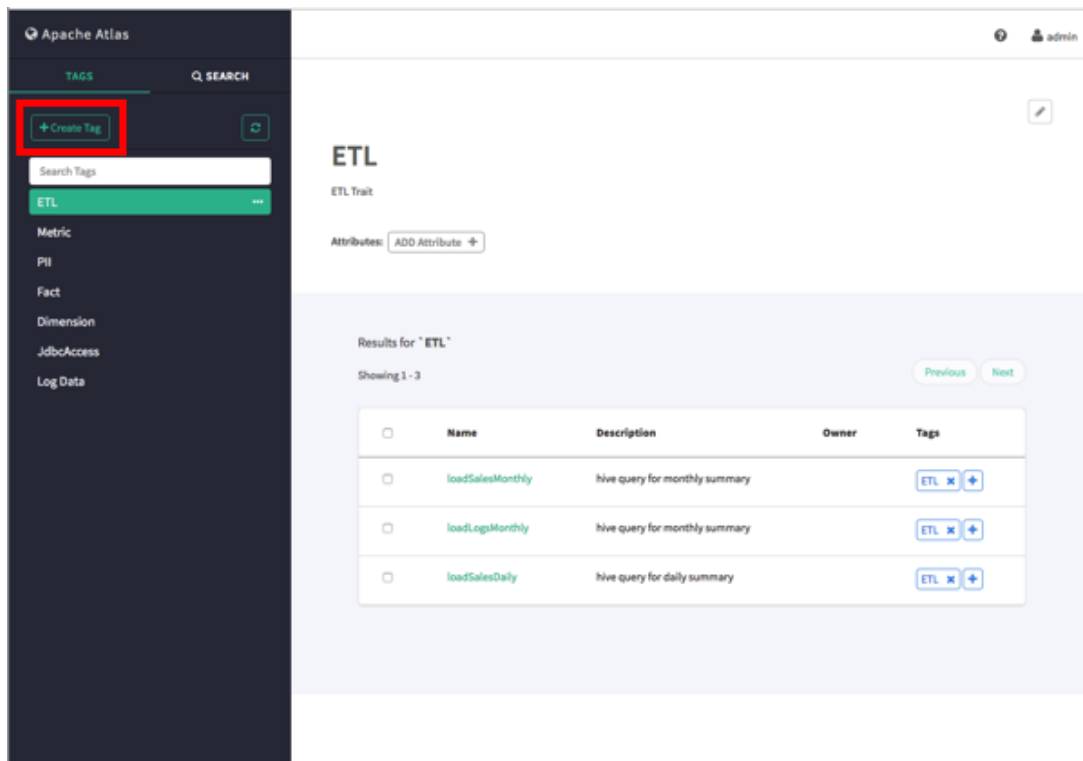 Apache Atlas
admin
TAGS
SEARCH
+ Create Tag
Search Tags
ETL
Metric
PII
Fact
Dimension
JdbcAccess
Log Data
ETL
ETL Trait
Attributes: ADD Attribute +
Results for `ETL`
Showing 1 - 3
Previous Next
Name Description Owner Tags
loadSalesMonthly hive query for monthly summary ETL
loadLogsMonthly hive query for monthly summary ETL
loadSalesDaily hive query for daily summary ETL